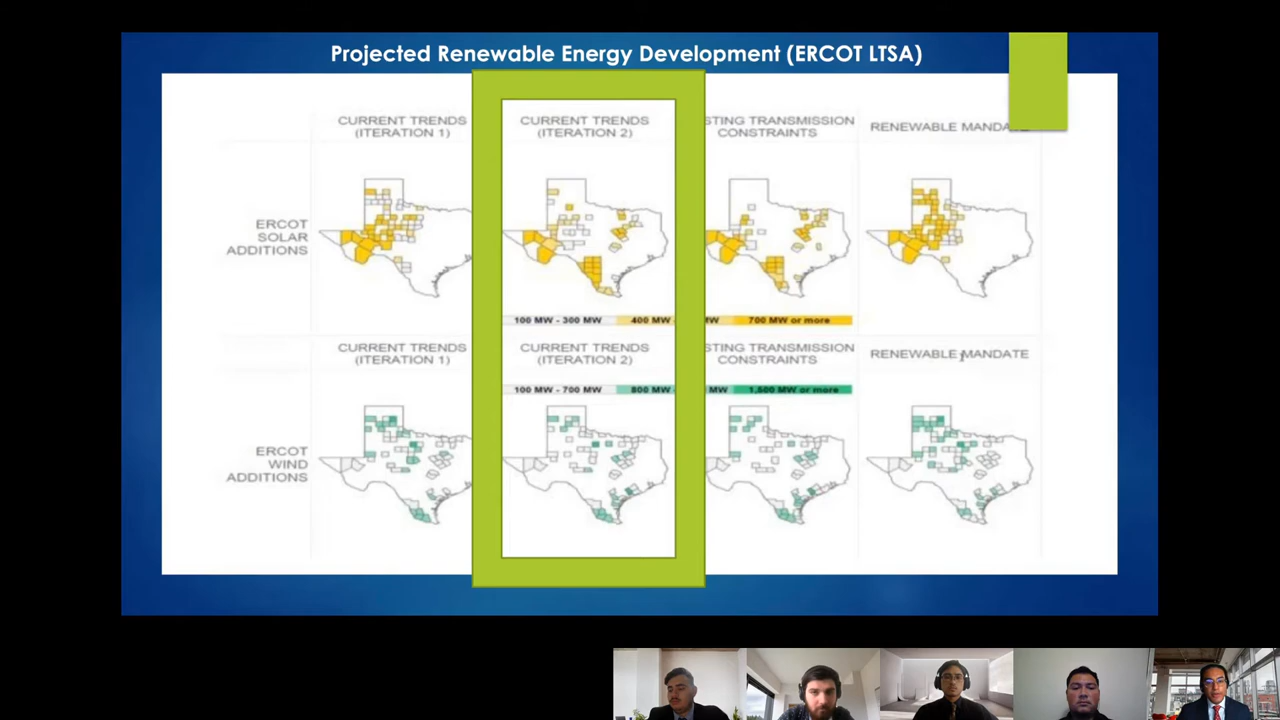 Projected Renewable Energy Development (ERCOT LTSA)
CURRENT TRENDS
(ITERATION 1)
CURRENT TRENDS
(ITERATION 2)
STING TRANSMISSION
CONSTRAINTS
RENEWABLE MANDATE
ERCOT
SOLAR
ADDITIONS
100 MW - 300 MW
400 MW
MW
700 MW or more
CURRENT TRENDS
(ITERATION 1)
CURRENT TRENDS
(ITERATION 2)
STING TRANSMISSION
CONSTRAINTS
RENEWABLE MANDATE
100 MW - 700 MW
800 MW -
MW
1,500 MW or more
ERCOT
WIND
ADDITIONS